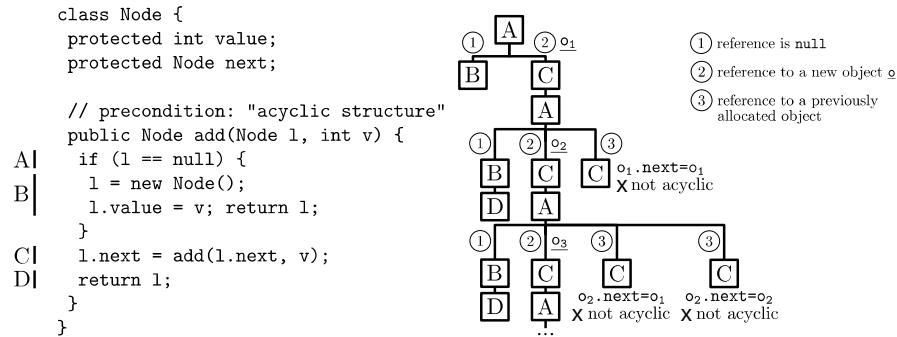 class Node {
protected int value;
protected Node next;
// precondition: "acyclic structure"
public Node add(Node l, int v) {
A if (l == null) {
B l = new Node();
l.value = v; return l;
}
C l.next = add(l.next, v);
D return l;
}
}
A
1 2 o1
B C
A
1 2 o2 3
B C C o1.next=o1
X not acyclic
D A
1 2 o3 3 3
B C C C
o2.next=o1 o2.next=o2
D A X not acyclic X not acyclic
...
1 reference is null
2 reference to a new object o
3 reference to a previously
allocated object